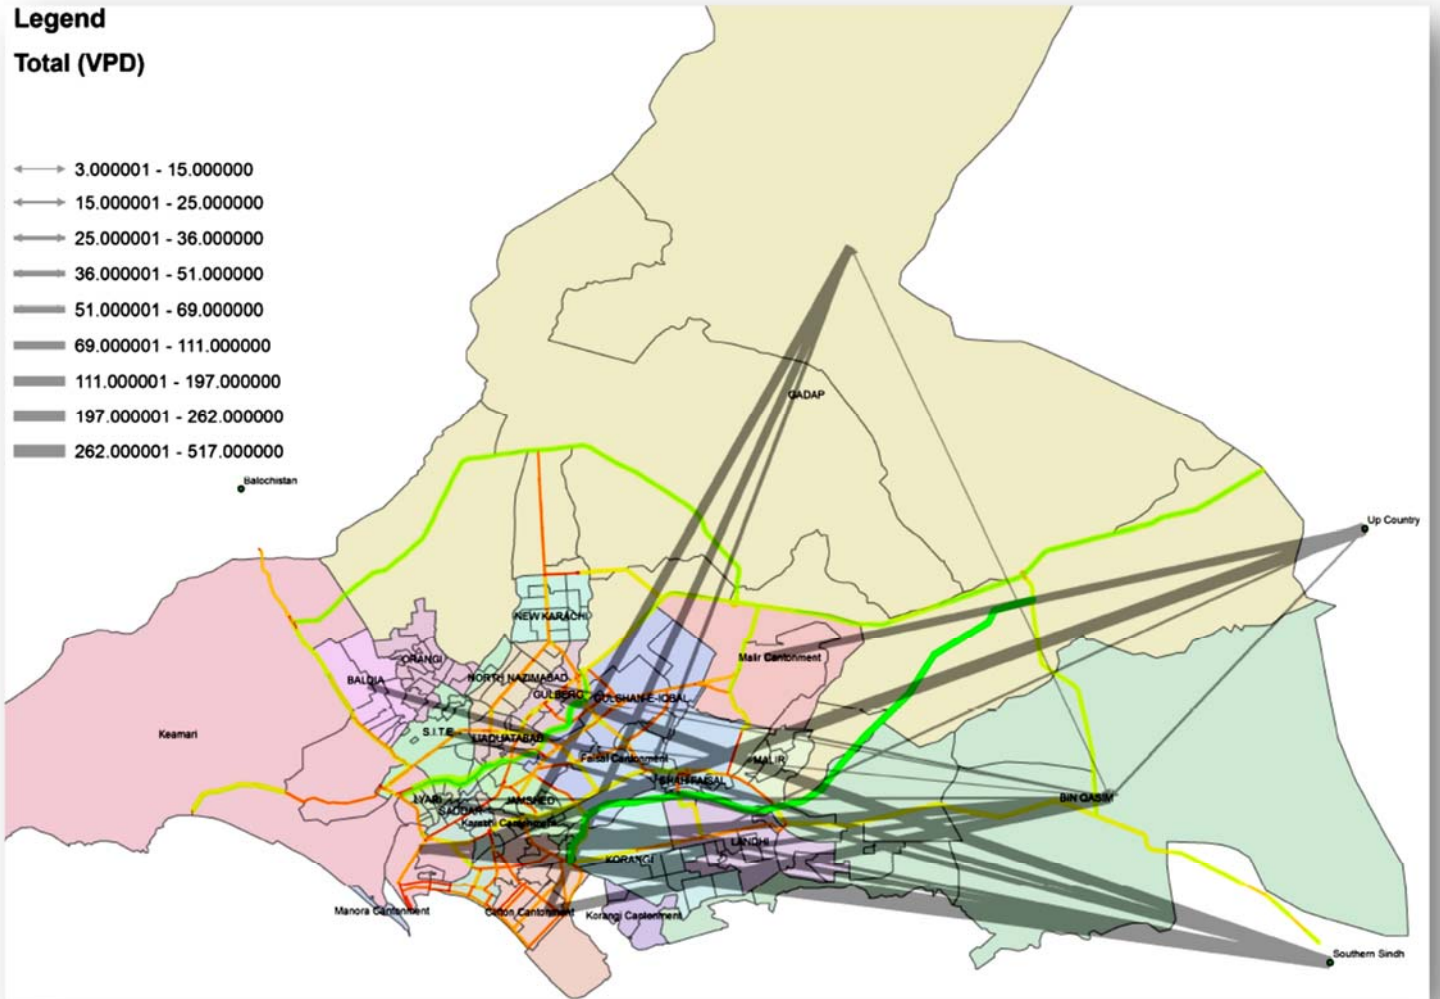 Legend
Total (VPD)
3.000001 - 15.000000
15.000001 - 25.000000
25.000001 - 36.000000
36.000001 - 51.000000
51.000001 - 69.000000
69.000001 - 111.000000
111.000001 - 197.000000
197.000001 - 262.000000
262.000001 - 517.000000
GADAP
Balochistan
Up Country
NEW KARACHI
ORANGI
Malir Cantonment
BALDIA
NORTH NAZIMABAD
GULBERG
GULSHAN-E-IQBAL
Keamari
S.I.T.E
LIAQUATABAD
Faisal Cantonment
MALIR
SHAH FAISAL
LYARI
JAMSHED
BIN QASIM
SADDAR
Karachi Cantonment
LANDHI
KORANGI
Manora Cantonment
Clifton Cantonment
Korangi Cantonment
Southern Sindh